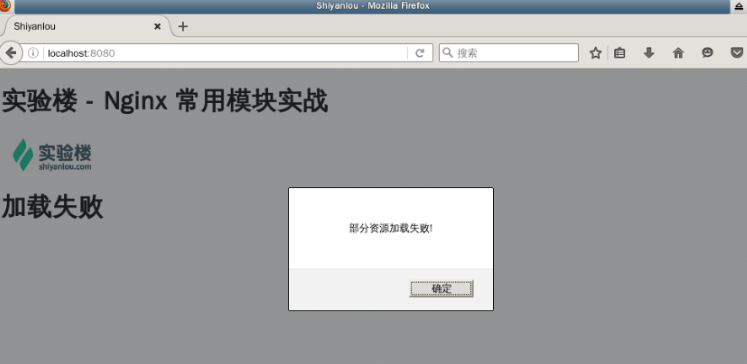 Shiyanlou - Mozilla Firefox
Shiyanlou
localhost:8080
搜索
实验楼 - Nginx 常用模块实战
实验楼
shiyanlou.com
加载失败
部分资源加载失败!
确定